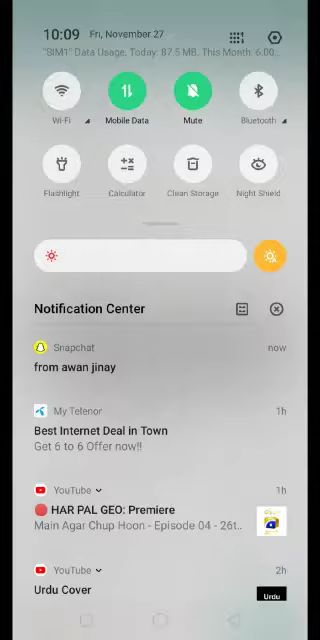 10:09 Fri, November 27
"SIM1" Data Usage. Today: 87.5 MB. This Month: 6.00...
Wi-Fi Mobile Data Mute Bluetooth
Flashlight Calculator Clean Storage Night Shield
Notification Center
Snapchat now
from awan jinay
My Telenor 1h
Best Internet Deal in Town
Get 6 to 6 Offer now!!
YouTube 1h
HAR PAL GEO: Premiere
Main Agar Chup Hoon - Episode 04 - 26t..
YouTube 2h
Urdu Cover
Urdu